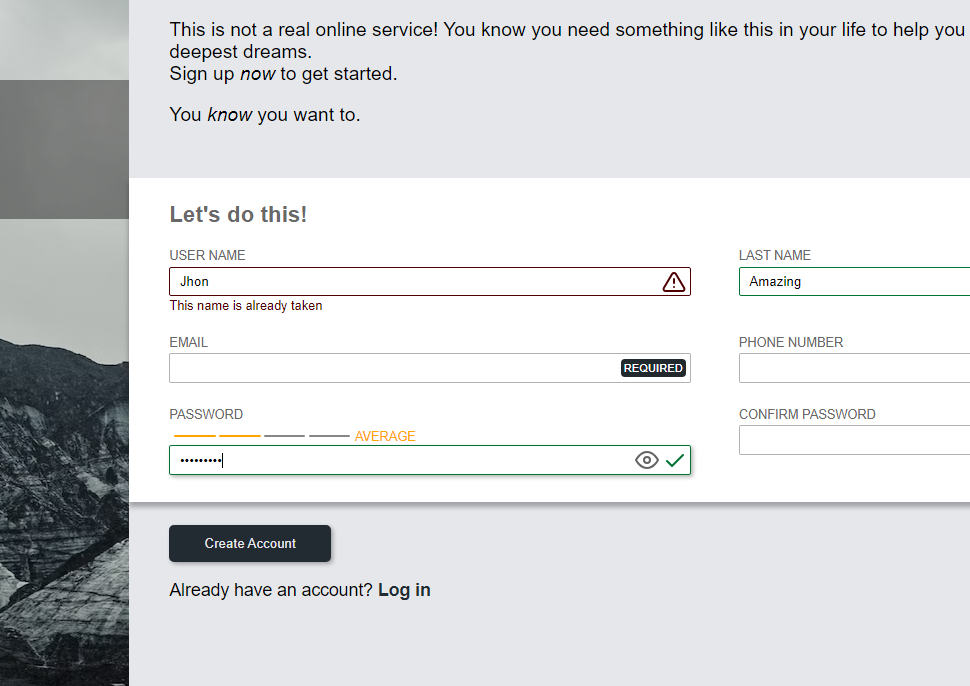 This is not a real online service! You know you need something like this in your life to help you
deepest dreams.
Sign up now to get started.
You know you want to.
Let's do this!
USER NAME
LAST NAME
Jhon
Amazing
This name is already taken
EMAIL
PHONE NUMBER
REQUIRED
PASSWORD
CONFIRM PASSWORD
AVERAGE
•••••••••
Create Account
Already have an account? Log in